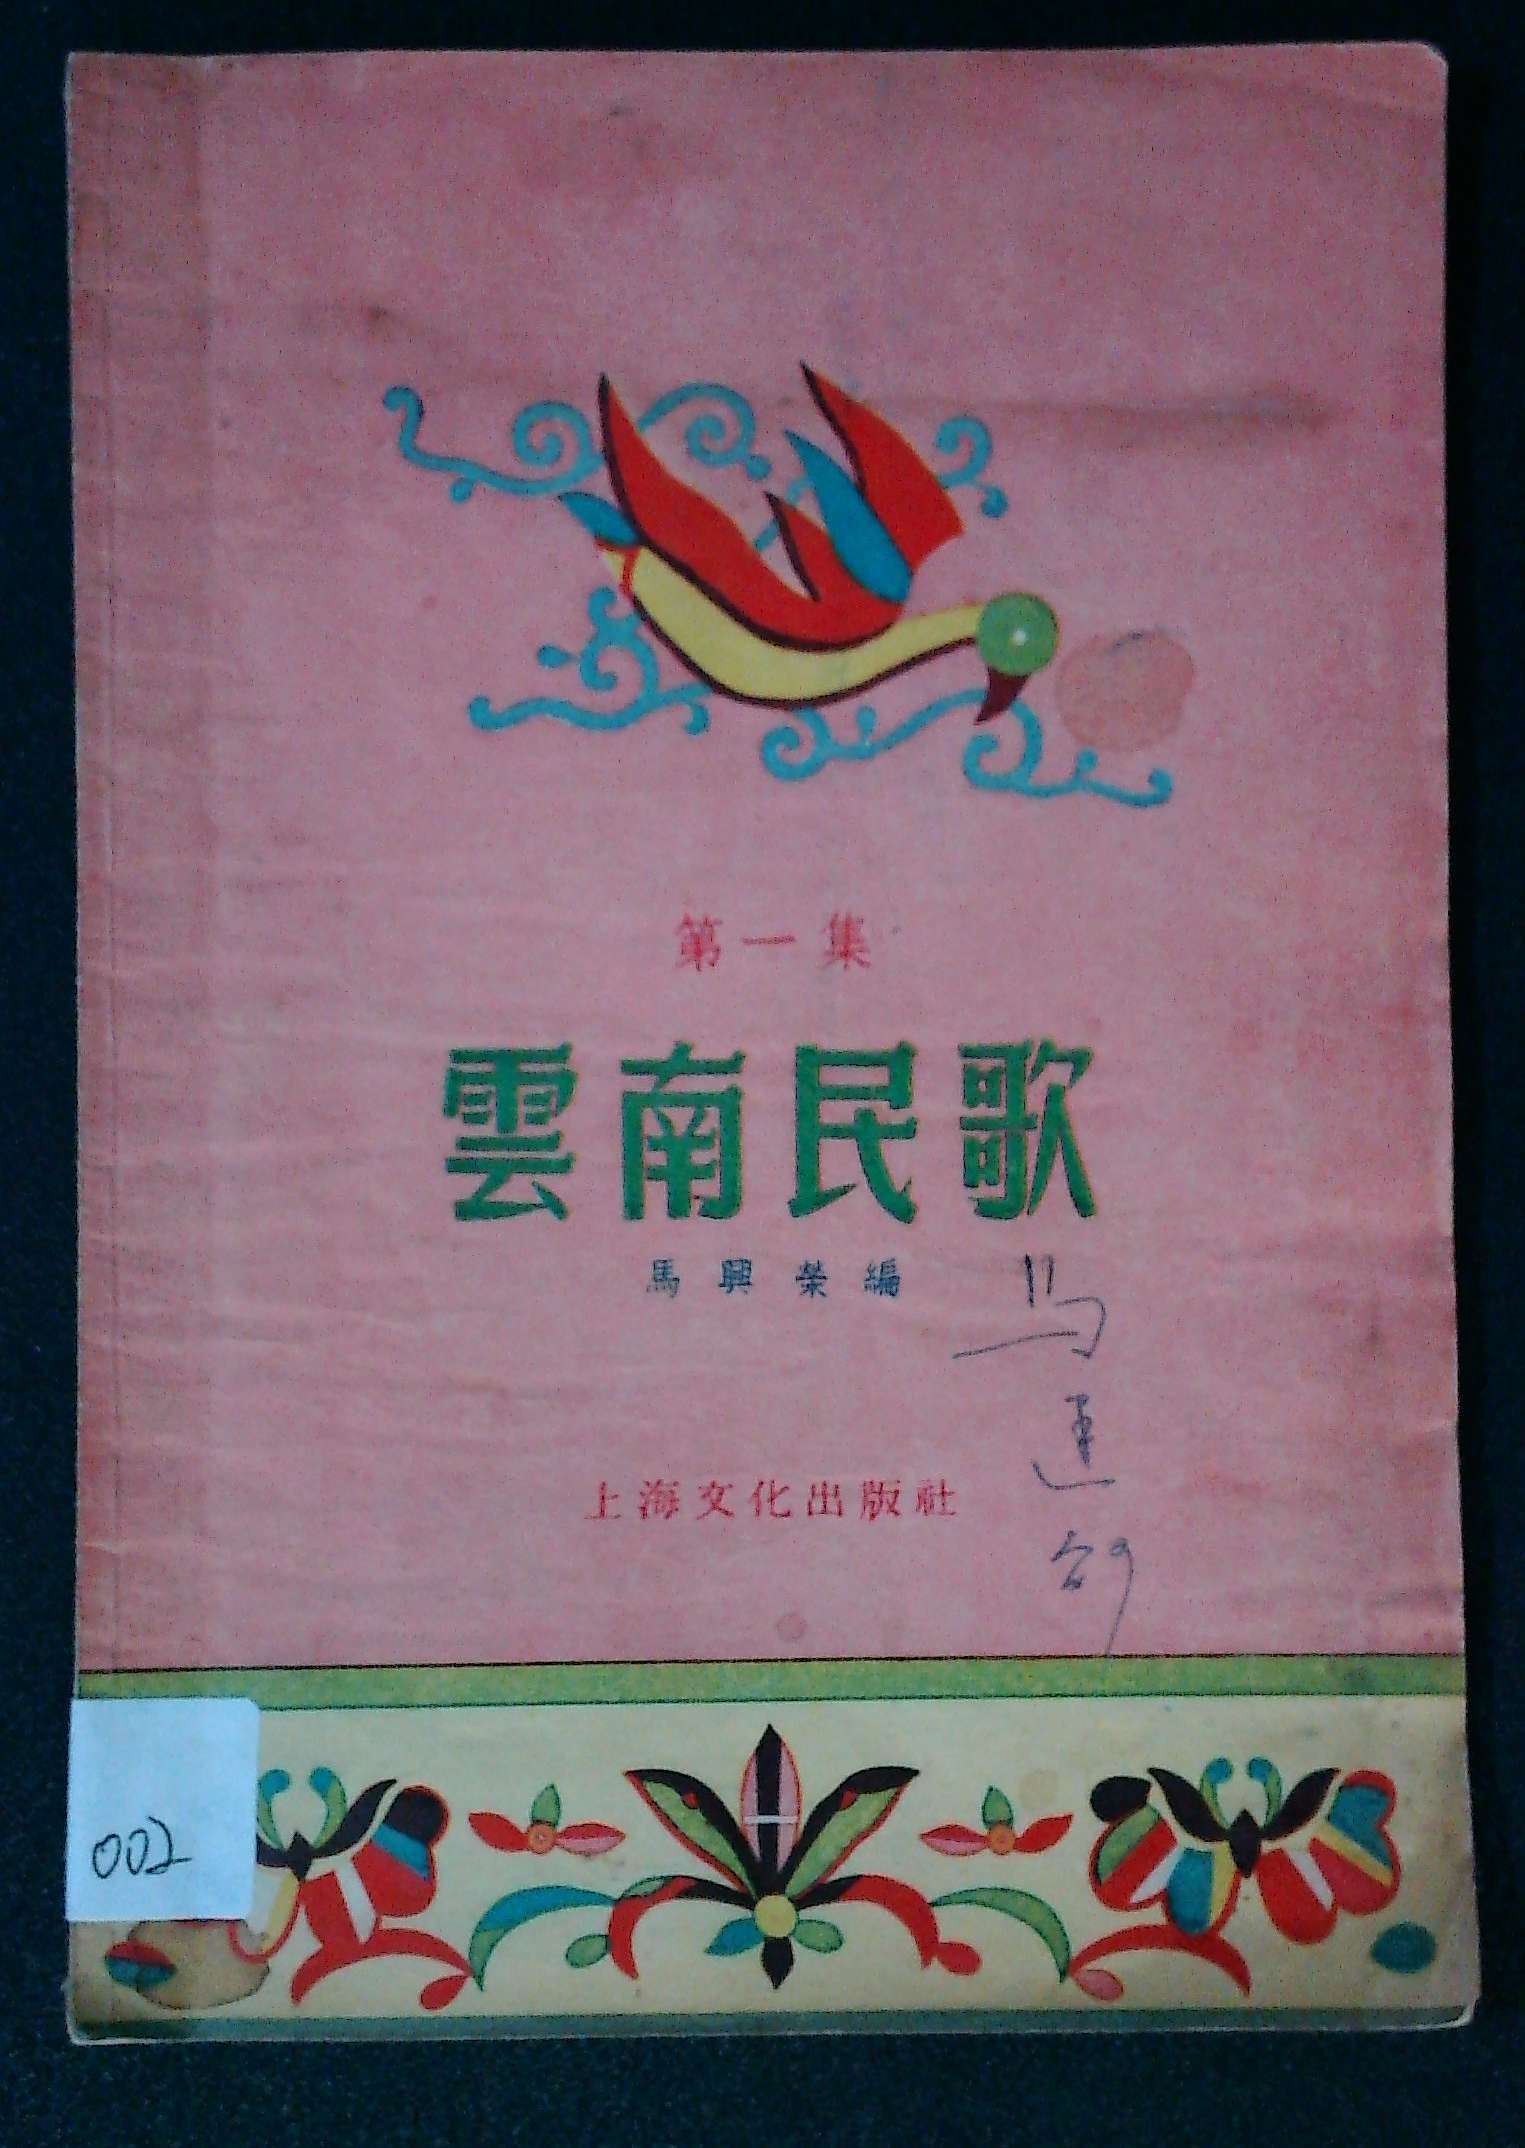 第一集
雲南民歌
馬興榮編
上海文化出版社
002